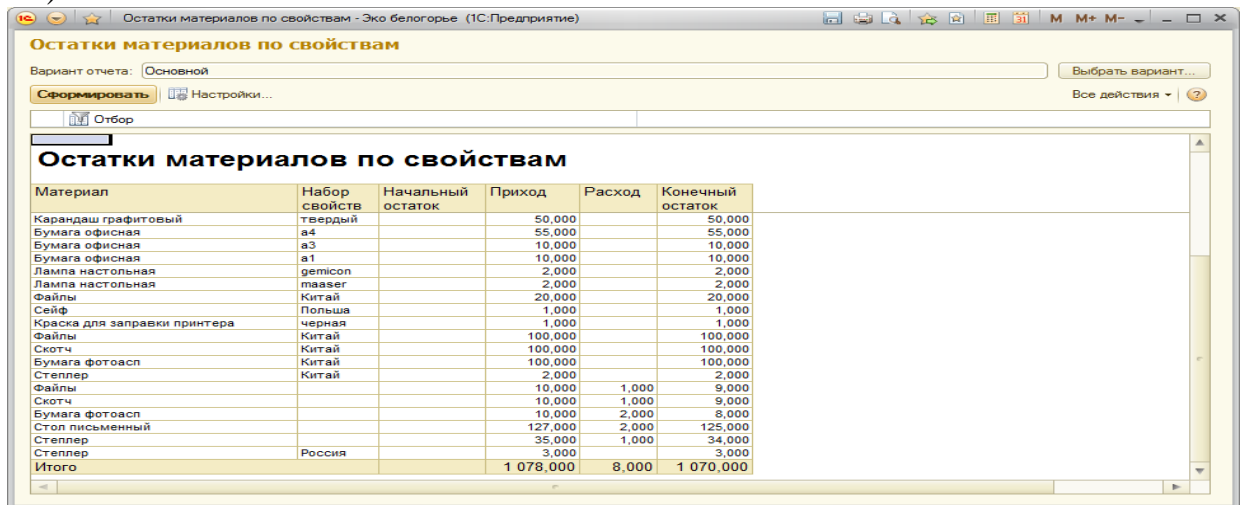 Остатки материалов по свойствам - Эко белогорье (1С:Предприятие)
M M+ M-
Остатки материалов по свойствам
Вариант отчета: Основной Выбрать вариант...
Сформировать Настройки... Все действия
Отбор
Остатки материалов по свойствам
Материал Набор свойств Начальный остаток Приход Расход Конечный остаток
Карандаш графитовый твердый 50,000 50,000
Бумага офисная а4 55,000 55,000
Бумага офисная а3 10,000 10,000
Бумага офисная а1 10,000 10,000
Лампа настольная gemicon 2,000 2,000
Лампа настольная maaser 2,000 2,000
Файлы Китай 20,000 20,000
Сейф Польша 1,000 1,000
Краска для заправки принтера черная 1,000 1,000
Файлы Китай 100,000 100,000
Скотч Китай 100,000 100,000
Бумага фотоасп Китай 100,000 100,000
Степлер Китай 2,000 2,000
Файлы 10,000 1,000 9,000
Скотч 10,000 1,000 9,000
Бумага фотоасп 10,000 2,000 8,000
Стол письменный 127,000 2,000 125,000
Степлер 35,000 1,000 34,000
Степлер Россия 3,000 3,000
Итого 1 078,000 8,000 1 070,000